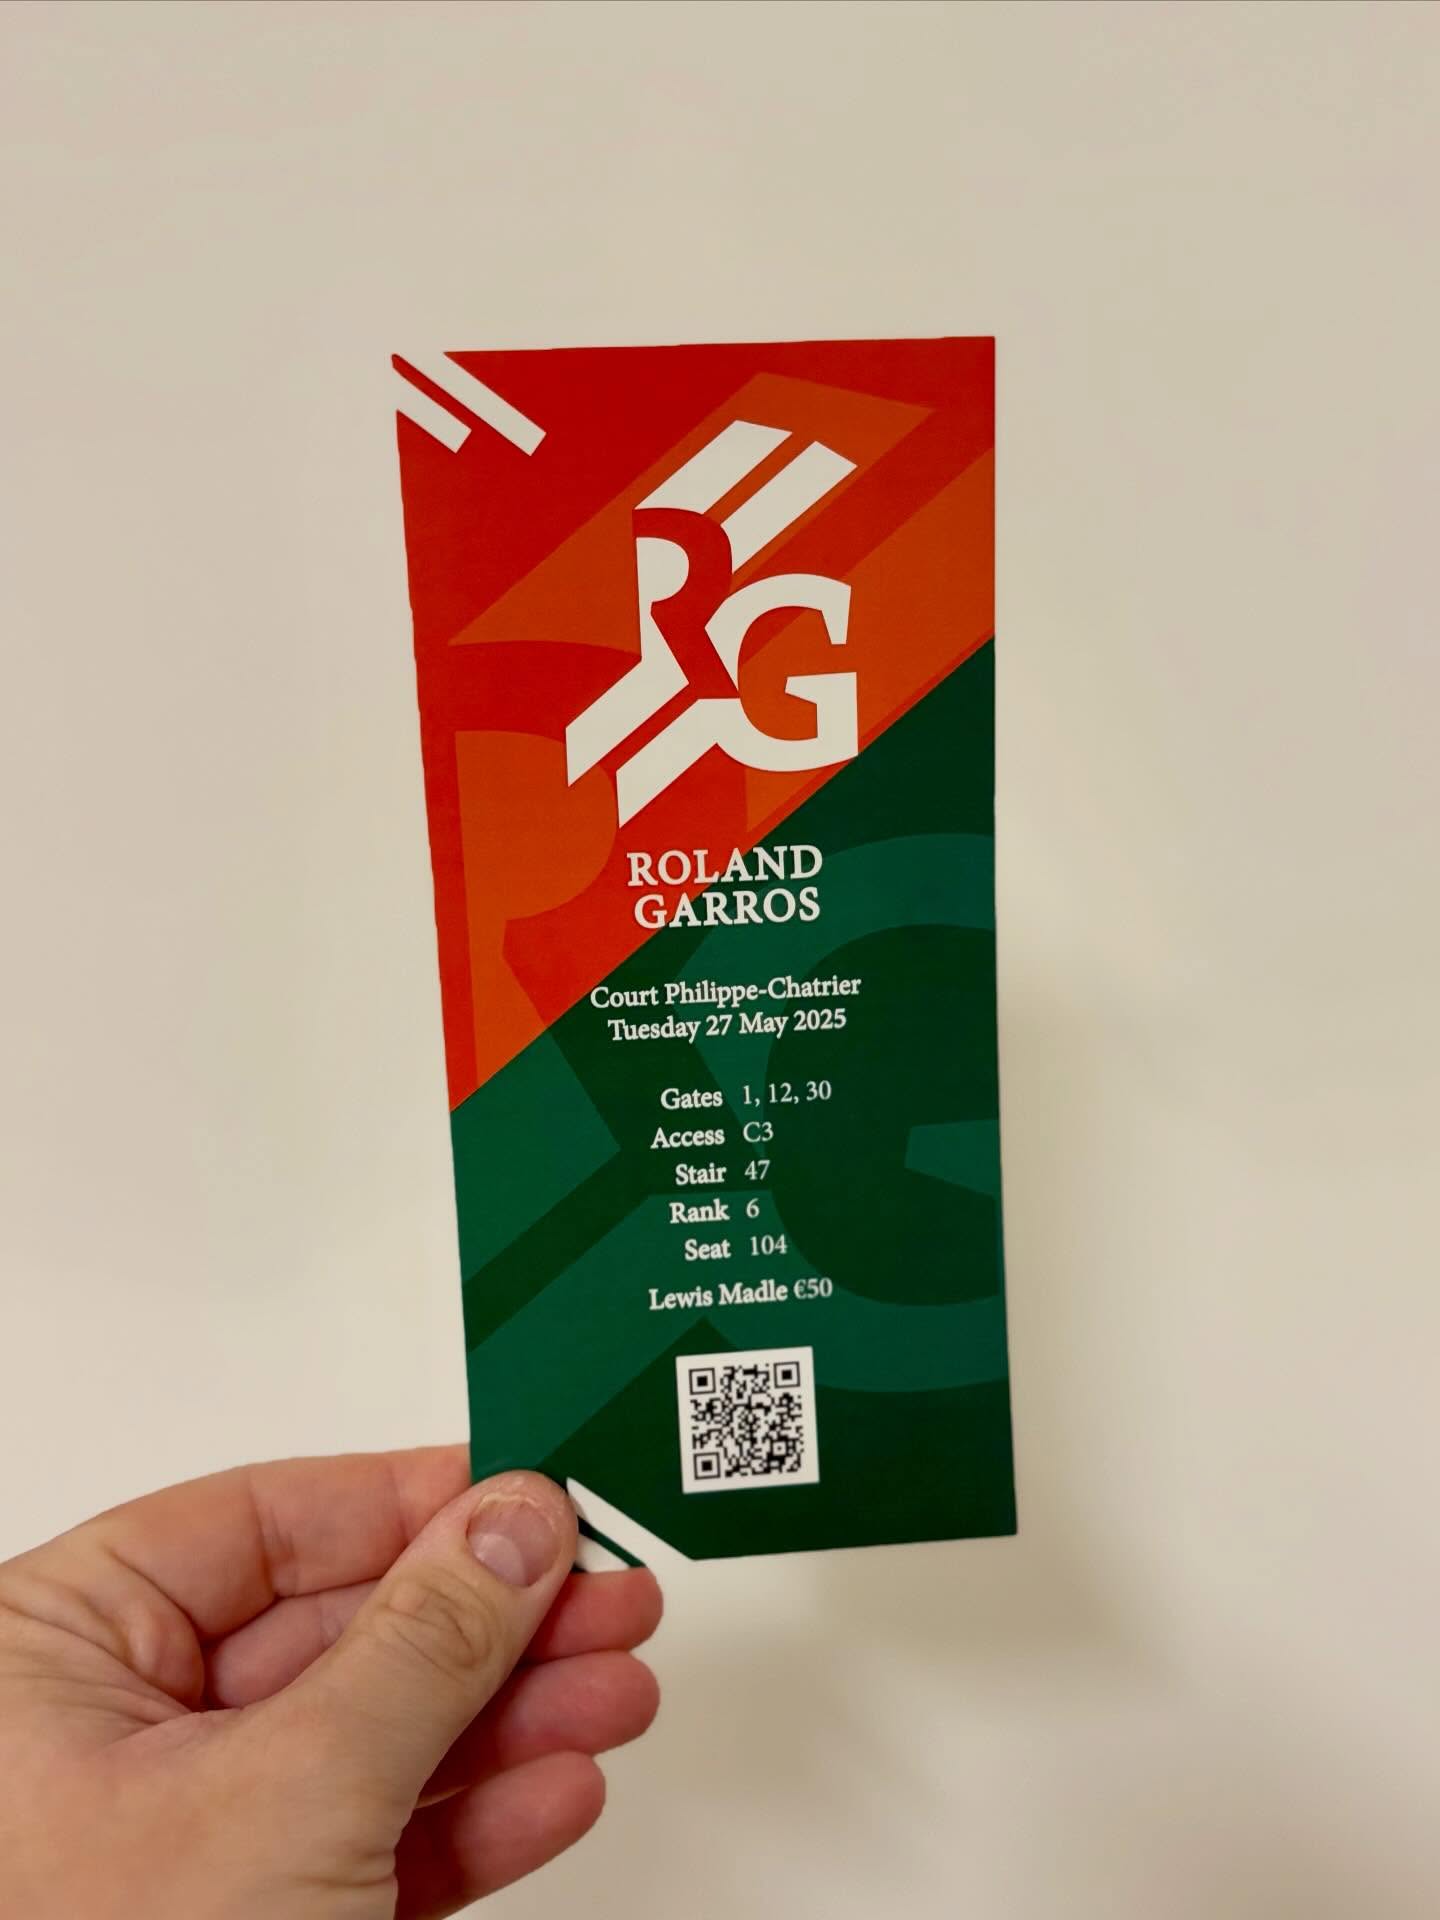 RG
ROLAND
GARROS
Court Philippe-Chatrier
Tuesday 27 May 2025
Gates 1, 12, 30
Access C3
Stair 47
Rank 6
Seat 104
Lewis Madle €50